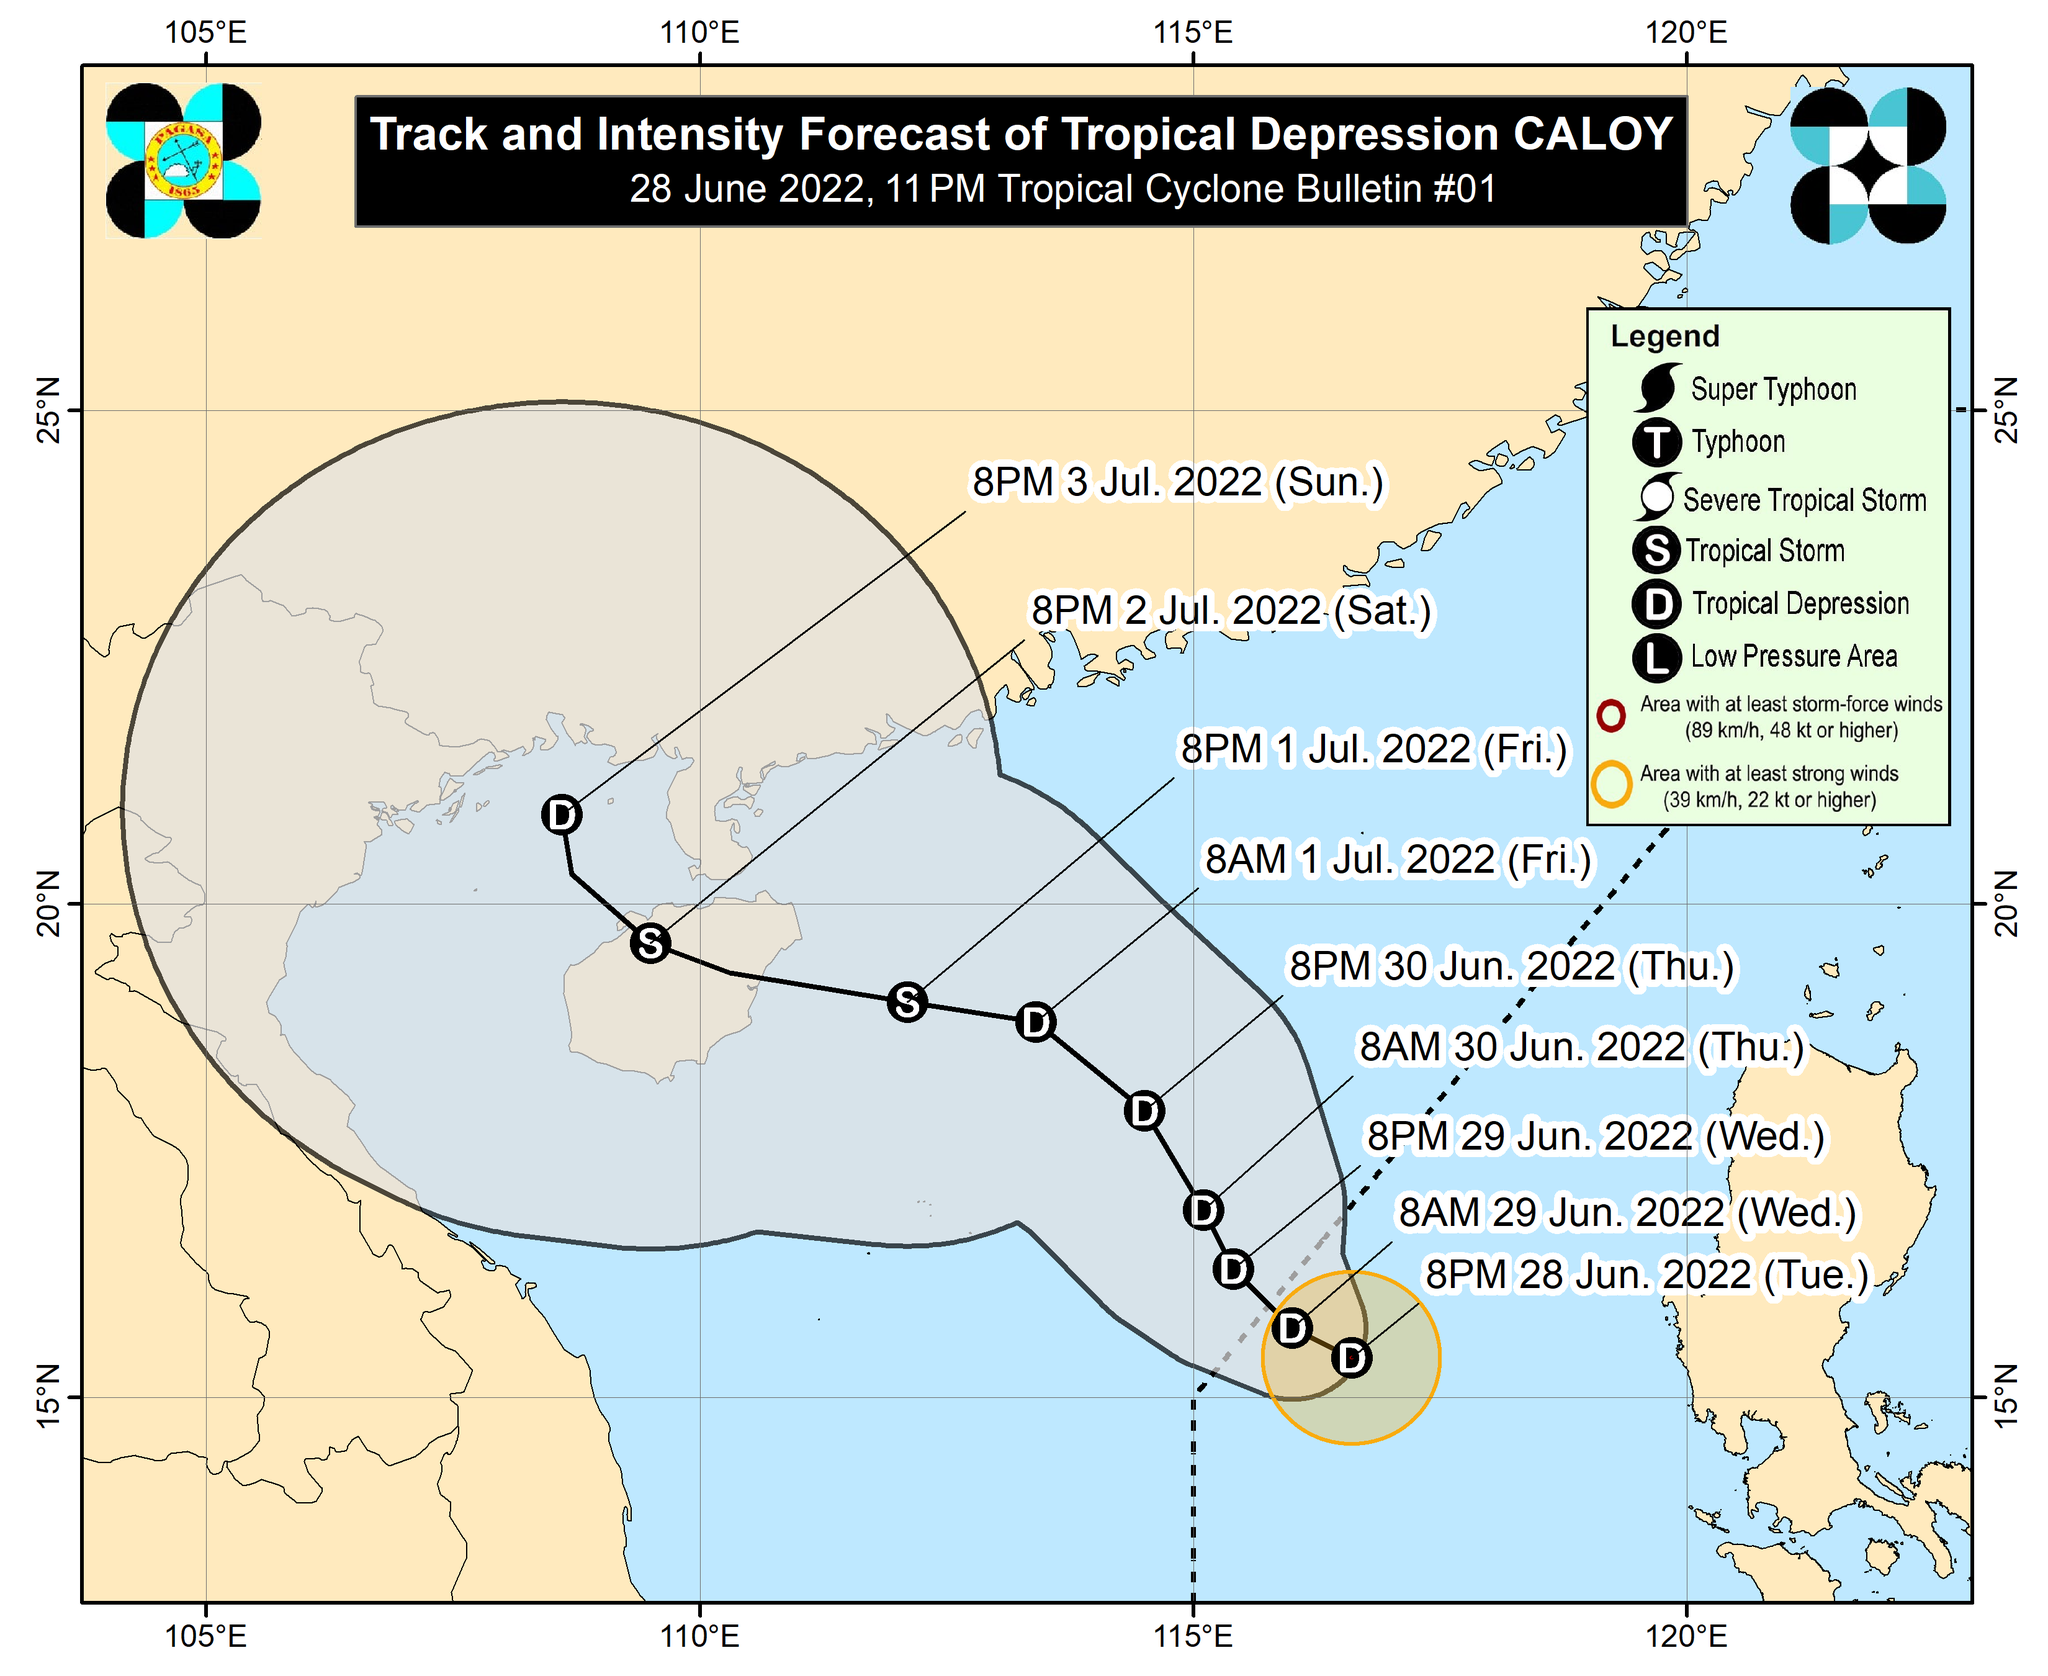 105°E 110°E 115°E 120°E
Track and Intensity Forecast of Tropical Depression CALOY
28 June 2022, 11 PM Tropical Cyclone Bulletin #01
PAGASA
1865
Legend
Super Typhoon
T Typhoon
Severe Tropical Storm
S Tropical Storm
D Tropical Depression
L Low Pressure Area
Area with at least storm-force winds
(89 km/h, 48 kt or higher)
Area with at least strong winds
(39 km/h, 22 kt or higher)
25°N 25°N
8PM 3 Jul. 2022 (Sun.)
8PM 2 Jul. 2022 (Sat.)
8PM 1 Jul. 2022 (Fri.)
D
8AM 1 Jul. 2022 (Fri.)
20°N 20°N
S
8PM 30 Jun. 2022 (Thu.)
S
D
8AM 30 Jun. 2022 (Thu.)
D
8PM 29 Jun. 2022 (Wed.)
D
8AM 29 Jun. 2022 (Wed.)
D
8PM 28 Jun. 2022 (Tue.)
D
D
15°N 15°N
105°E 110°E 115°E 120°E